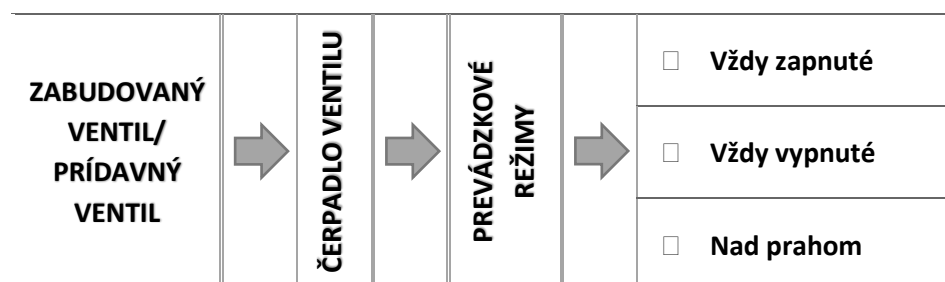 ZABUDOVANÝ
VENTIL/
PRÍDAVNÝ
VENTIL
ČERPADLO VENTILU
PREVÁDZKOVÉ
REŽIMY
Vždy zapnuté
Vždy vypnuté
Nad prahom